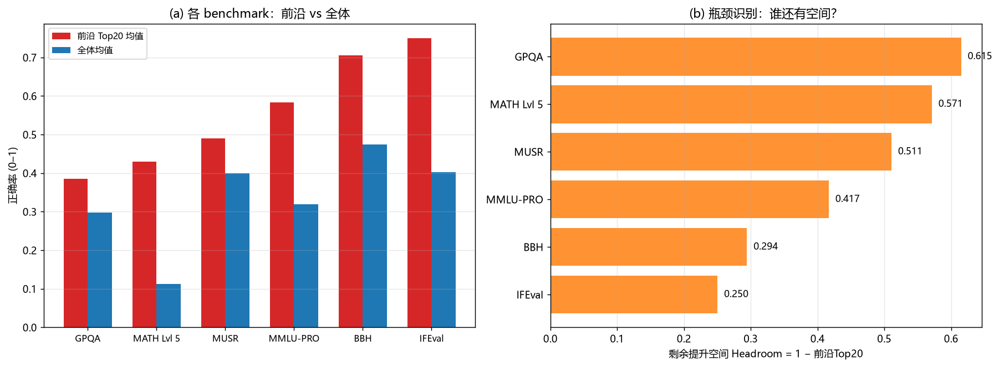 (a) 各 benchmark：前沿 vs 全体
前沿 Top20 均值
全体均值
正确率 (0–1)
0.7
0.6
0.5
0.4
0.3
0.2
0.1
0.0
GPQA
MATH Lvl 5
MUSR
MMLU-PRO
BBH
IFEval
(b) 瓶颈识别：谁还有空间？
GPQA 0.615
MATH Lvl 5 0.571
MUSR 0.511
MMLU-PRO 0.417
BBH 0.294
IFEval 0.250
0.0 0.1 0.2 0.3 0.4 0.5 0.6
剩余提升空间 Headroom = 1 − 前沿Top20